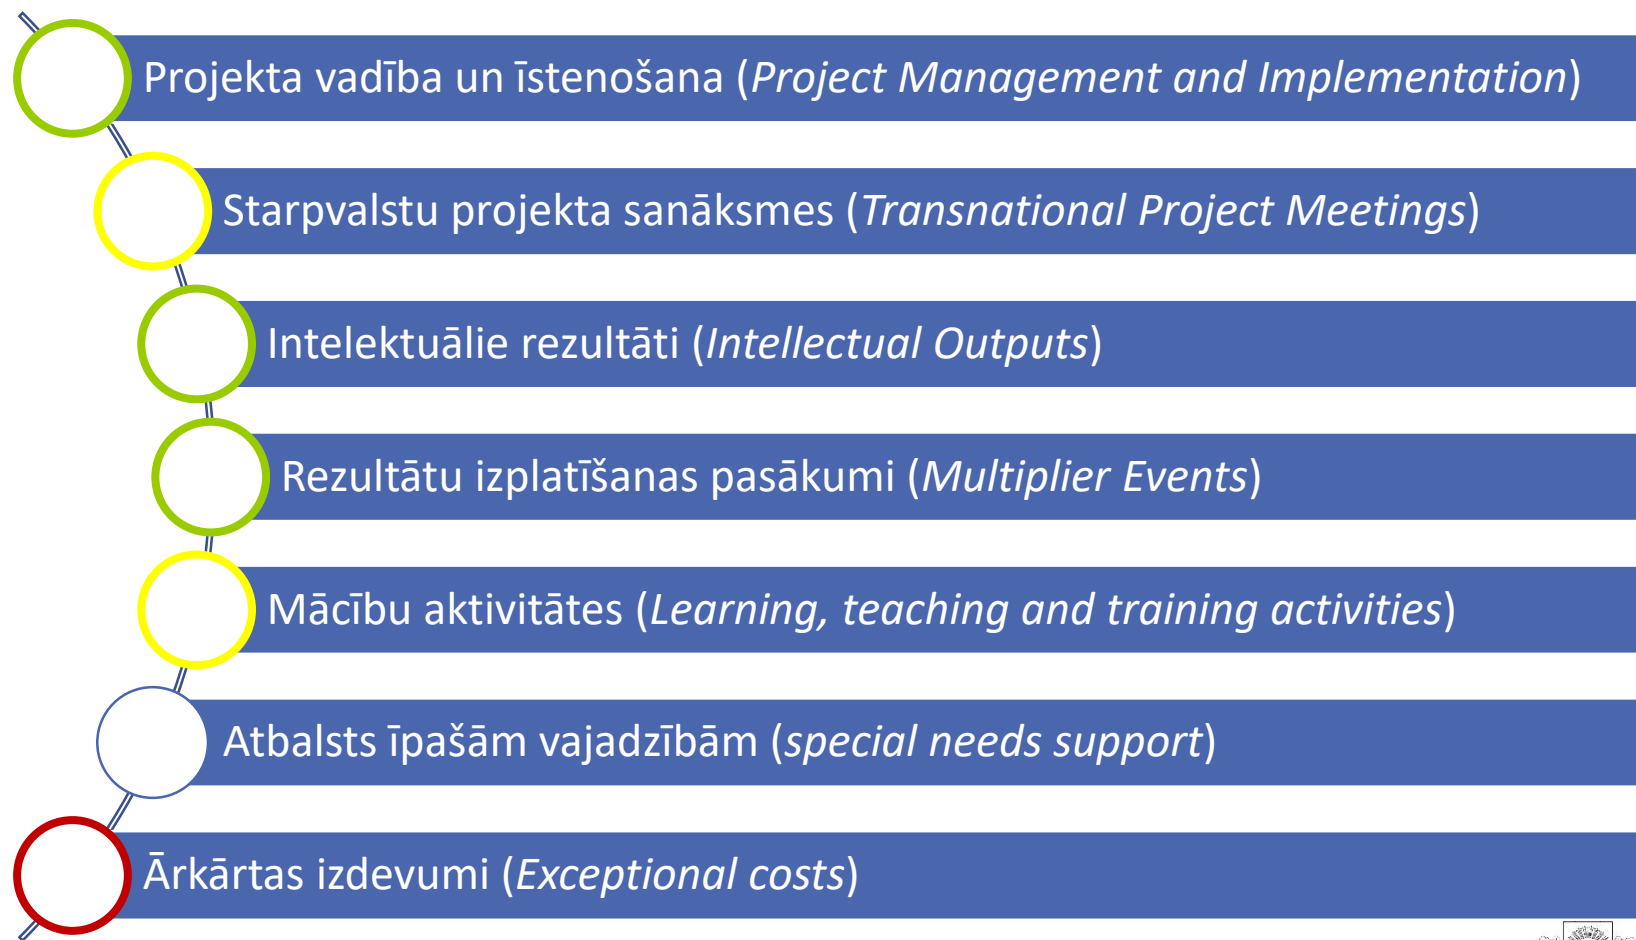 Projekta vadība un īstenošana (Project Management and Implementation)
Starpvalstu projekta sanāksmes (Transnational Project Meetings)
Intelektuālie rezultāti (Intellectual Outputs)
Rezultātu izplatīšanas pasākumi (Multiplier Events)
Mācību aktivitātes (Learning, teaching and training activities)
Atbalsts īpašām vajadzībām (special needs support)
Ārkārtas izdevumi (Exceptional costs)